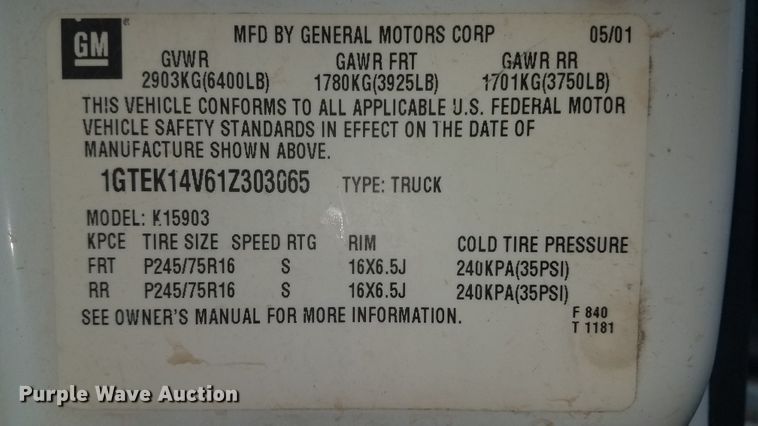 GM
MFD BY GENERAL MOTORS CORP 05/01
GVWR GAWR FRT GAWR RR
2903KG(6400LB) 1780KG(3925LB) 1701KG(3750LB)
THIS VEHICLE CONFORMS TO ALL APPLICABLE U.S. FEDERAL MOTOR
VEHICLE SAFETY STANDARDS IN EFFECT ON THE DATE OF
MANUFACTURE SHOWN ABOVE.
1GTEK14V61Z303065 TYPE: TRUCK
MODEL: K15903
KPCE TIRE SIZE SPEED RTG RIM COLD TIRE PRESSURE
FRT P245/75R16 S 16X6.5J 240KPA(35PSI)
RR P245/75R16 S 16X6.5J 240KPA(35PSI)
SEE OWNER'S MANUAL FOR MORE INFORMATION.
F 840
T 1181
Purple Wave Auction